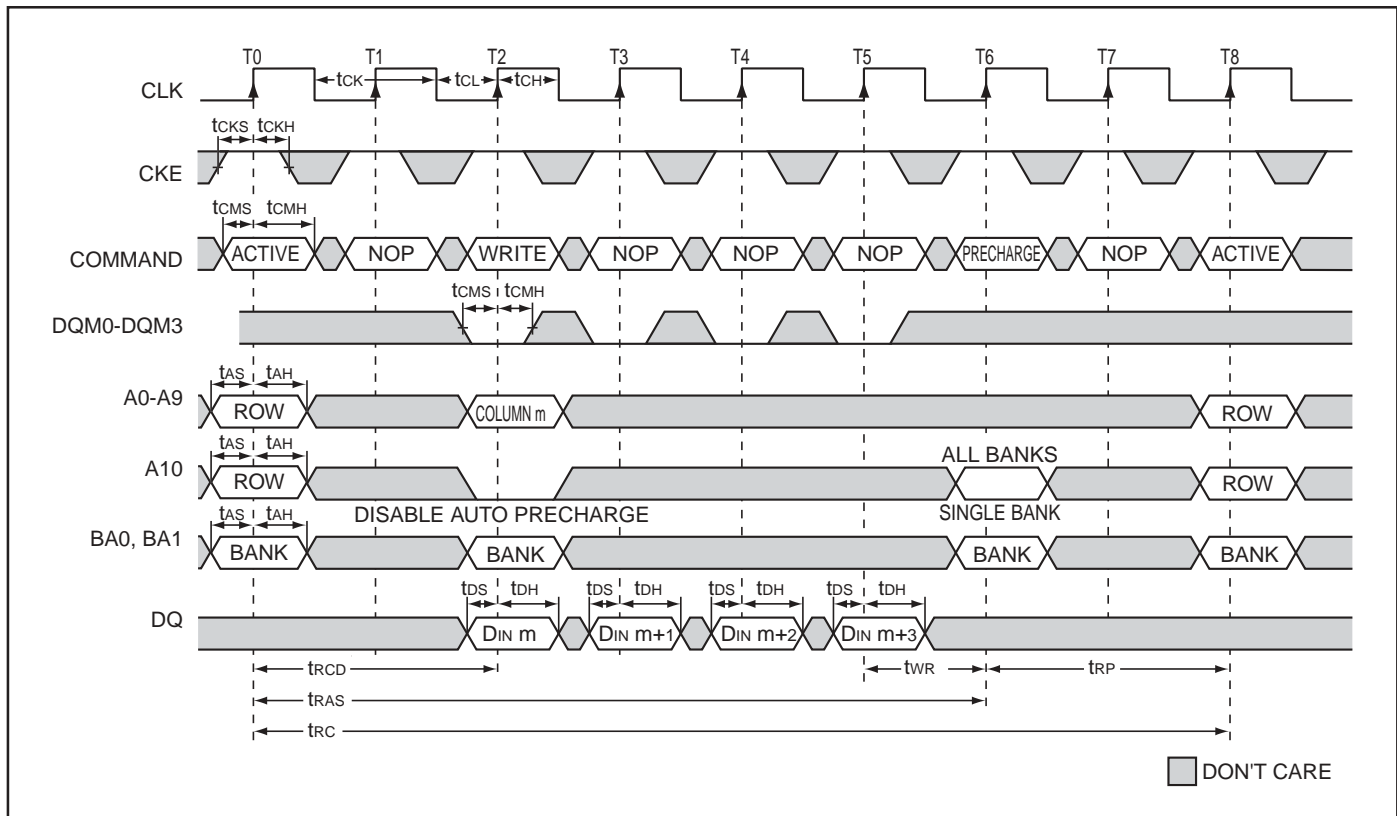 T0 T1 T2 T3 T4 T5 T6 T7 T8
CLK tCK tCL tCH
tCKS tCKH
CKE
tCMS tCMH
COMMAND ACTIVE NOP WRITE NOP NOP NOP PRECHARGE NOP ACTIVE
tCMS tCMH
DQM0-DQM3
tAS tAH
A0-A9 ROW COLUMN m ROW
tAS tAH
A10 ROW ALL BANKS ROW
tAS tAH DISABLE AUTO PRECHARGE SINGLE BANK
BA0, BA1 BANK BANK BANK BANK
tDS tDH tDS tDH tDS tDH tDS tDH
DQ DIN m DIN m+1 DIN m+2 DIN m+3
tRCD tWR tRP
tRAS
tRC
DON'T CARE